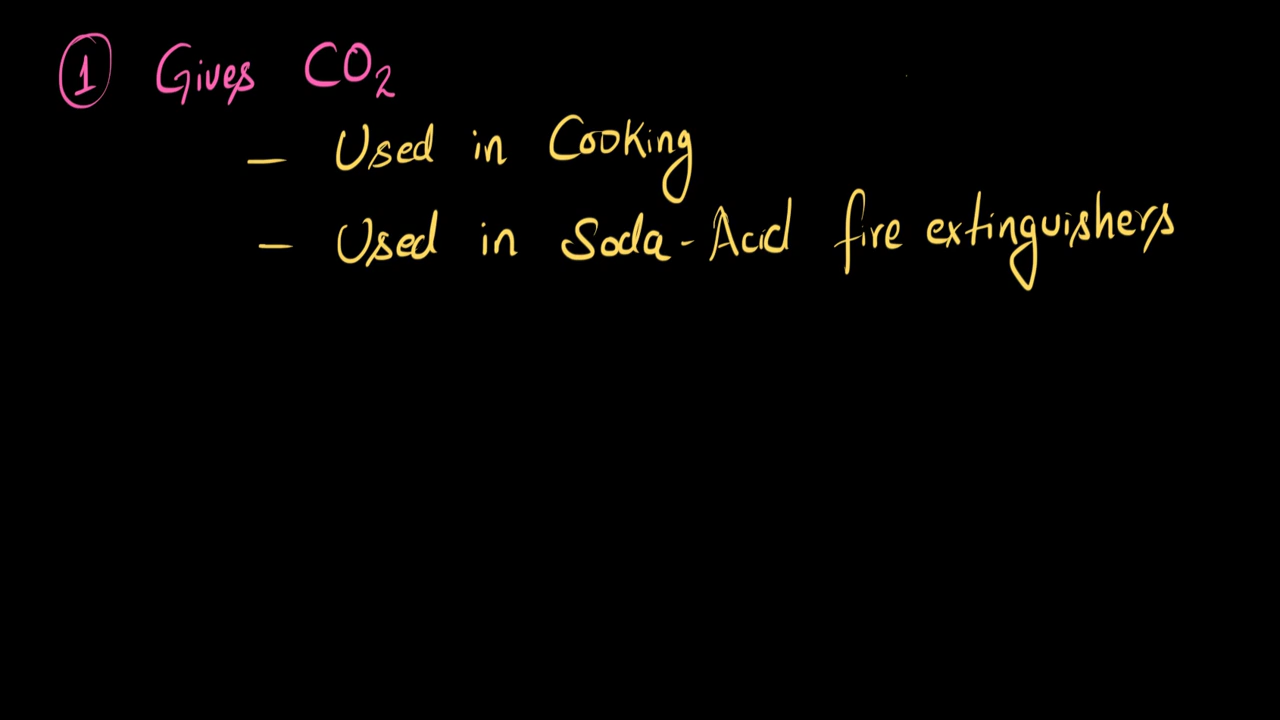 ① Gives CO₂
– Used in Cooking
– Used in Soda-Acid fire extinguishers